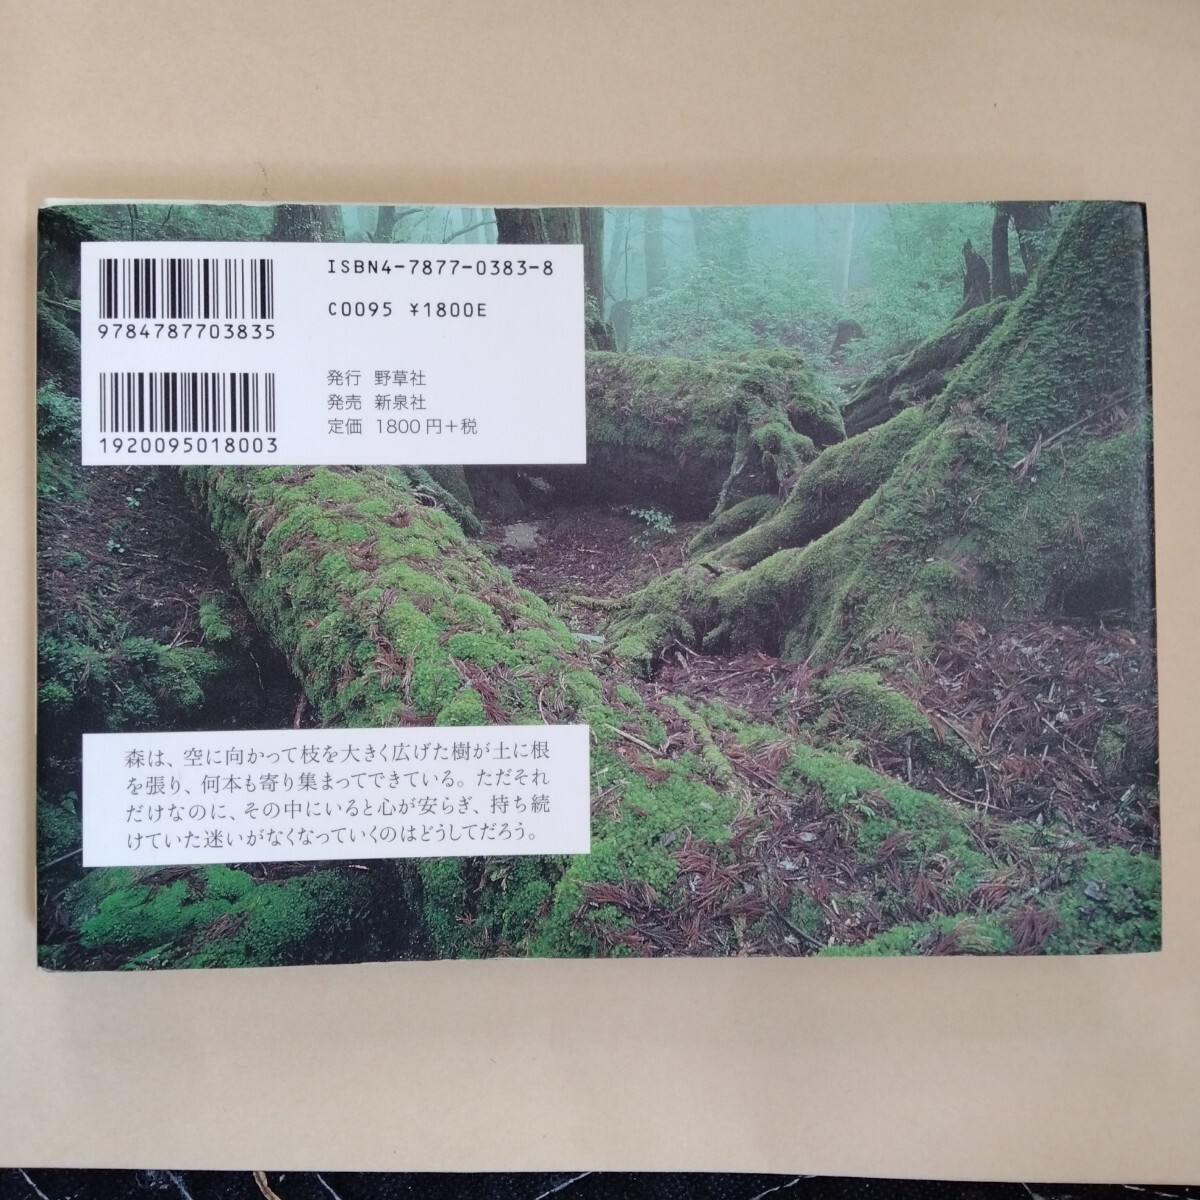 ISBN4-7877-0383-8
C0095 ¥1800E
9784787703835
1920095018003
発行 野草社
発売 新泉社
定価 1800円+税
森は、空に向かって枝を大きく広げた樹が土に根
を張り、何本も寄り集まってできている。ただそれ
だけなのに、その中にいると心が安らぎ、持ち続
けていた迷いがなくなっていくのはどうしてだろう。